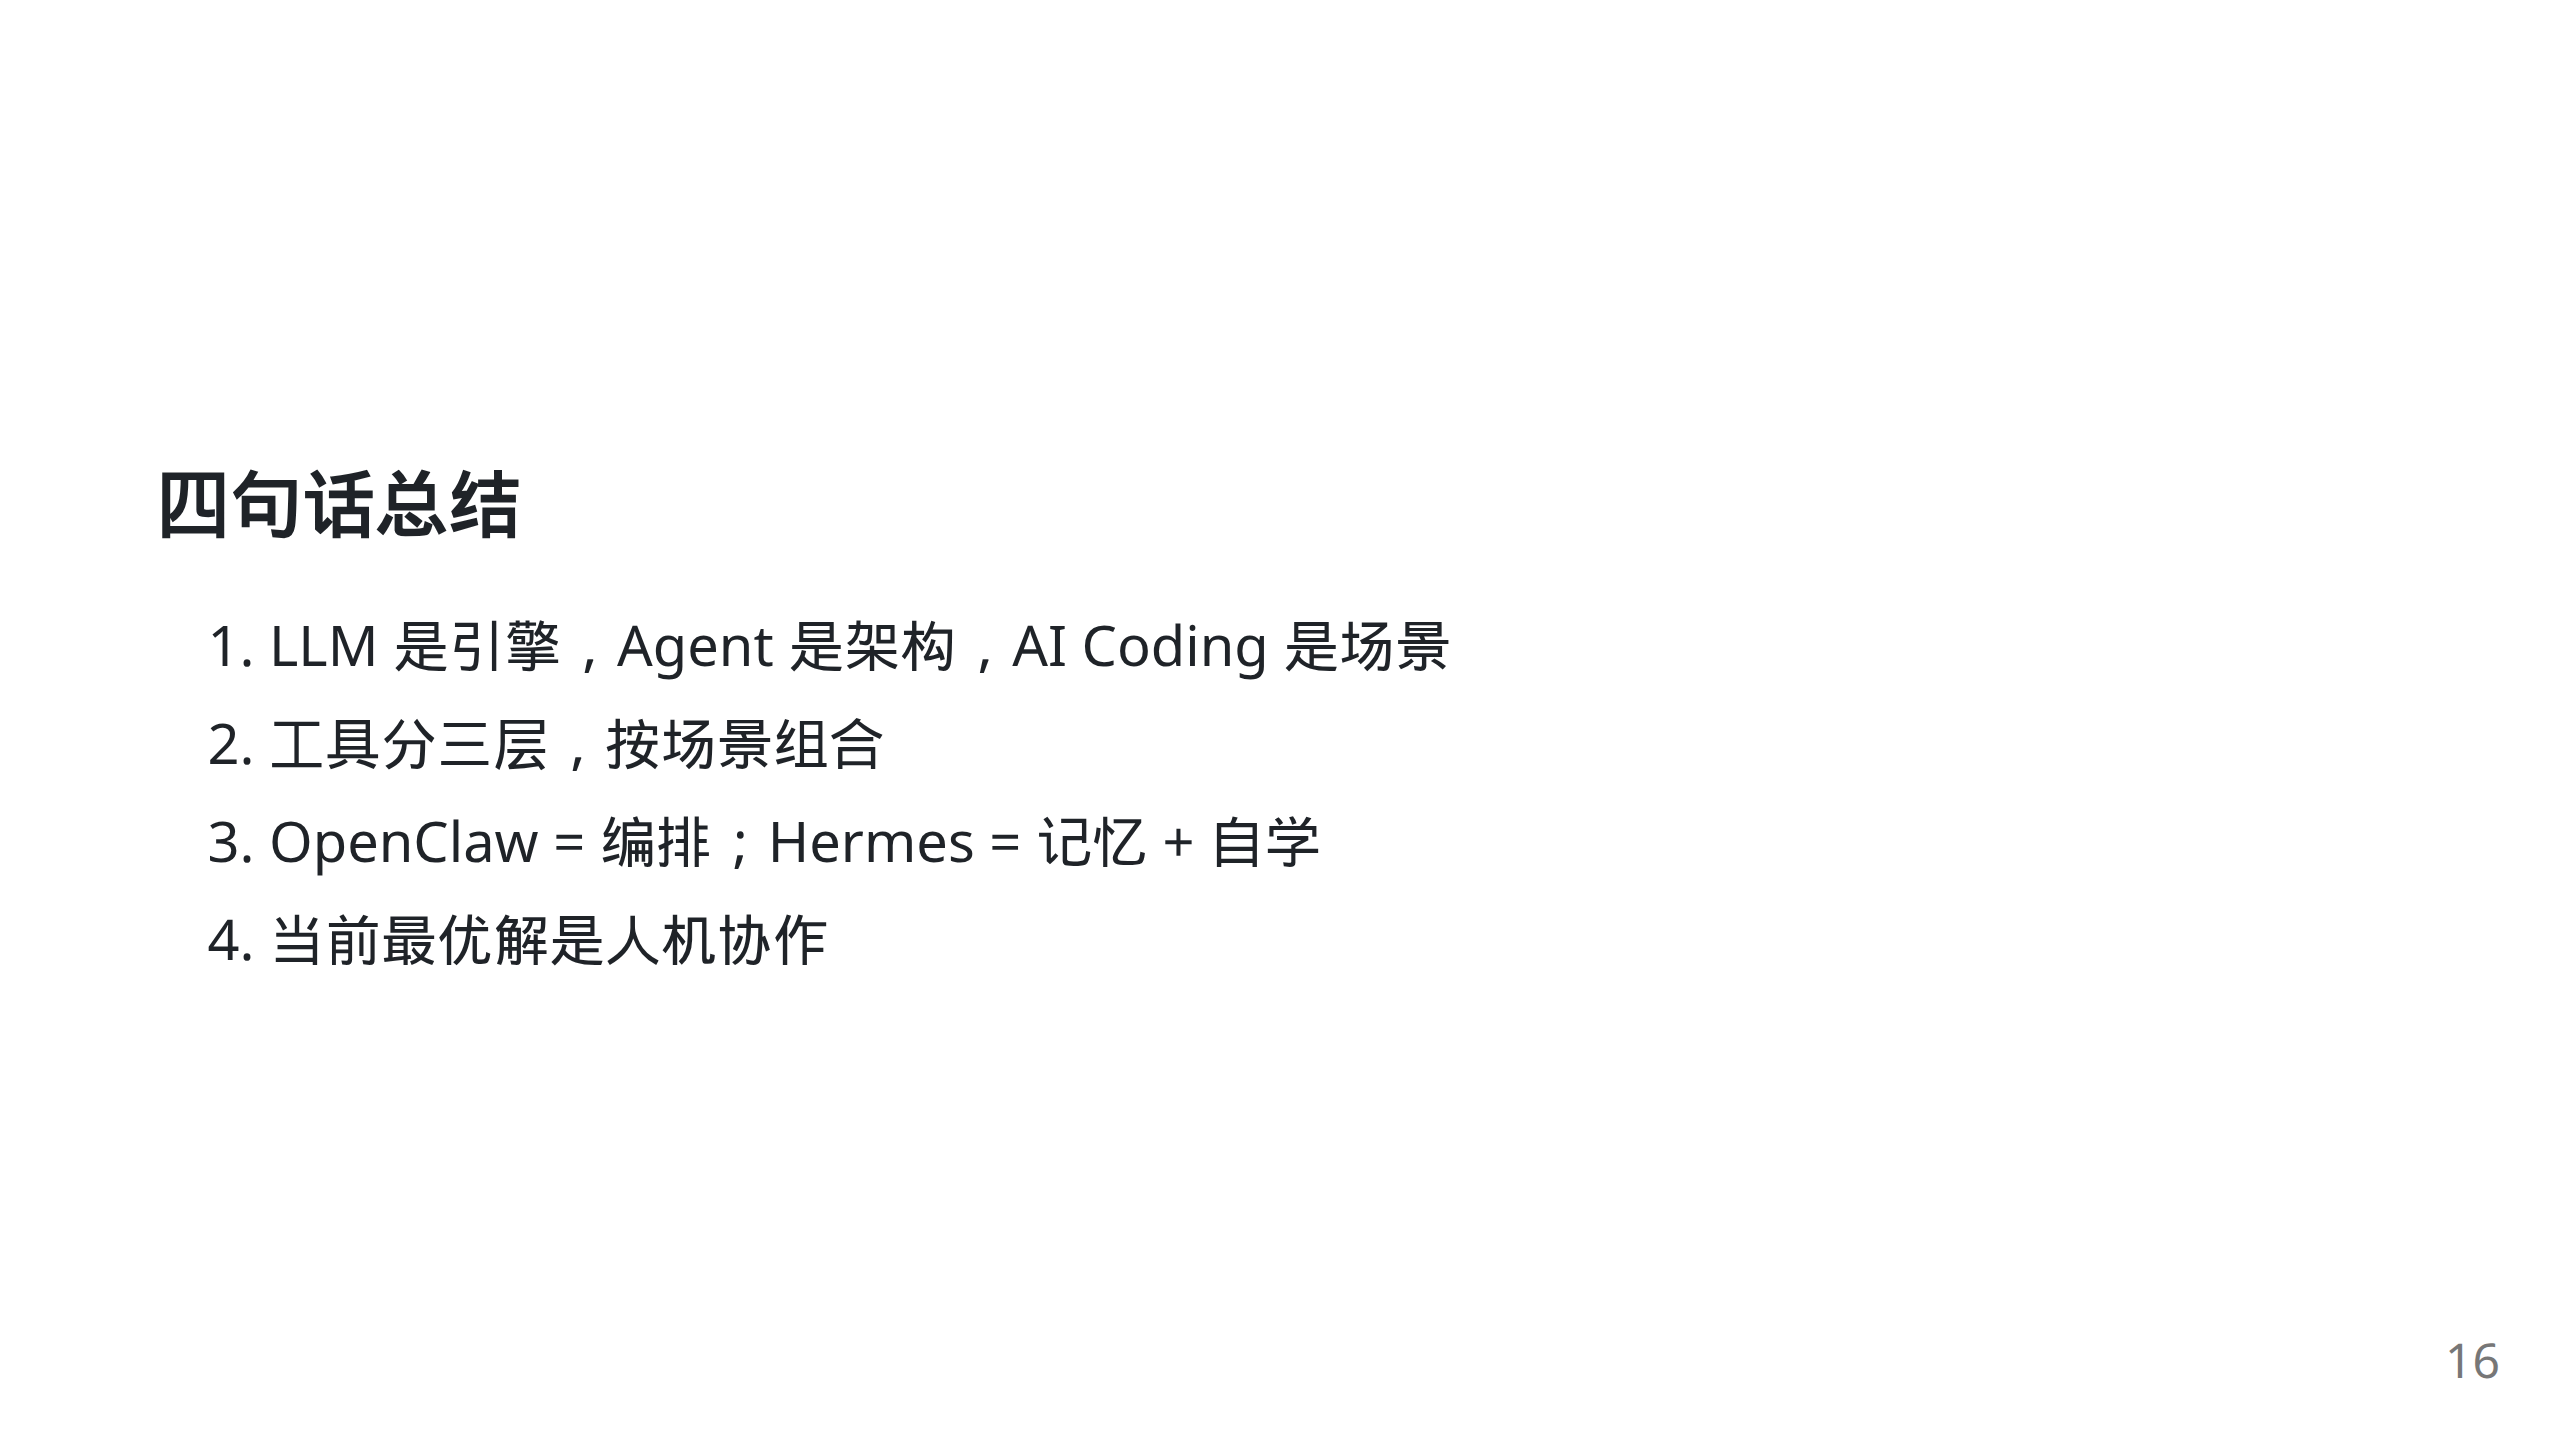 四句话总结
1. LLM 是引擎，Agent 是架构，AI Coding 是场景
2. 工具分三层，按场景组合
3. OpenClaw = 编排；Hermes = 记忆 + 自学
4. 当前最优解是人机协作
16